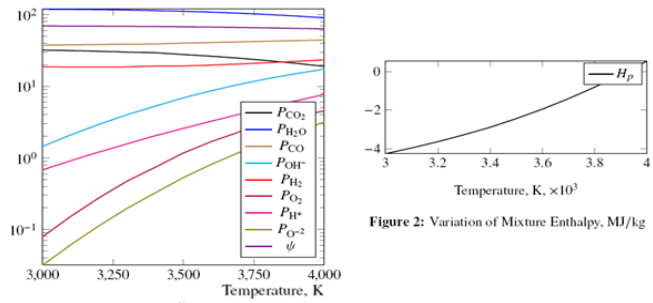 10²
10¹
10⁰
10⁻¹
P_CO₂
P_H₂O
P_CO
P_OH⁻
P_H₂
P_O₂
P_H⁺
P_O⁻²
ψ
3,000 3,250 3,500 3,750 4,000
Temperature, K
0
−2
−4
H_p
3 3.2 3.4 3.6 3.8 4
Temperature, K, ×10³
Figure 2: Variation of Mixture Enthalpy, MJ/kg